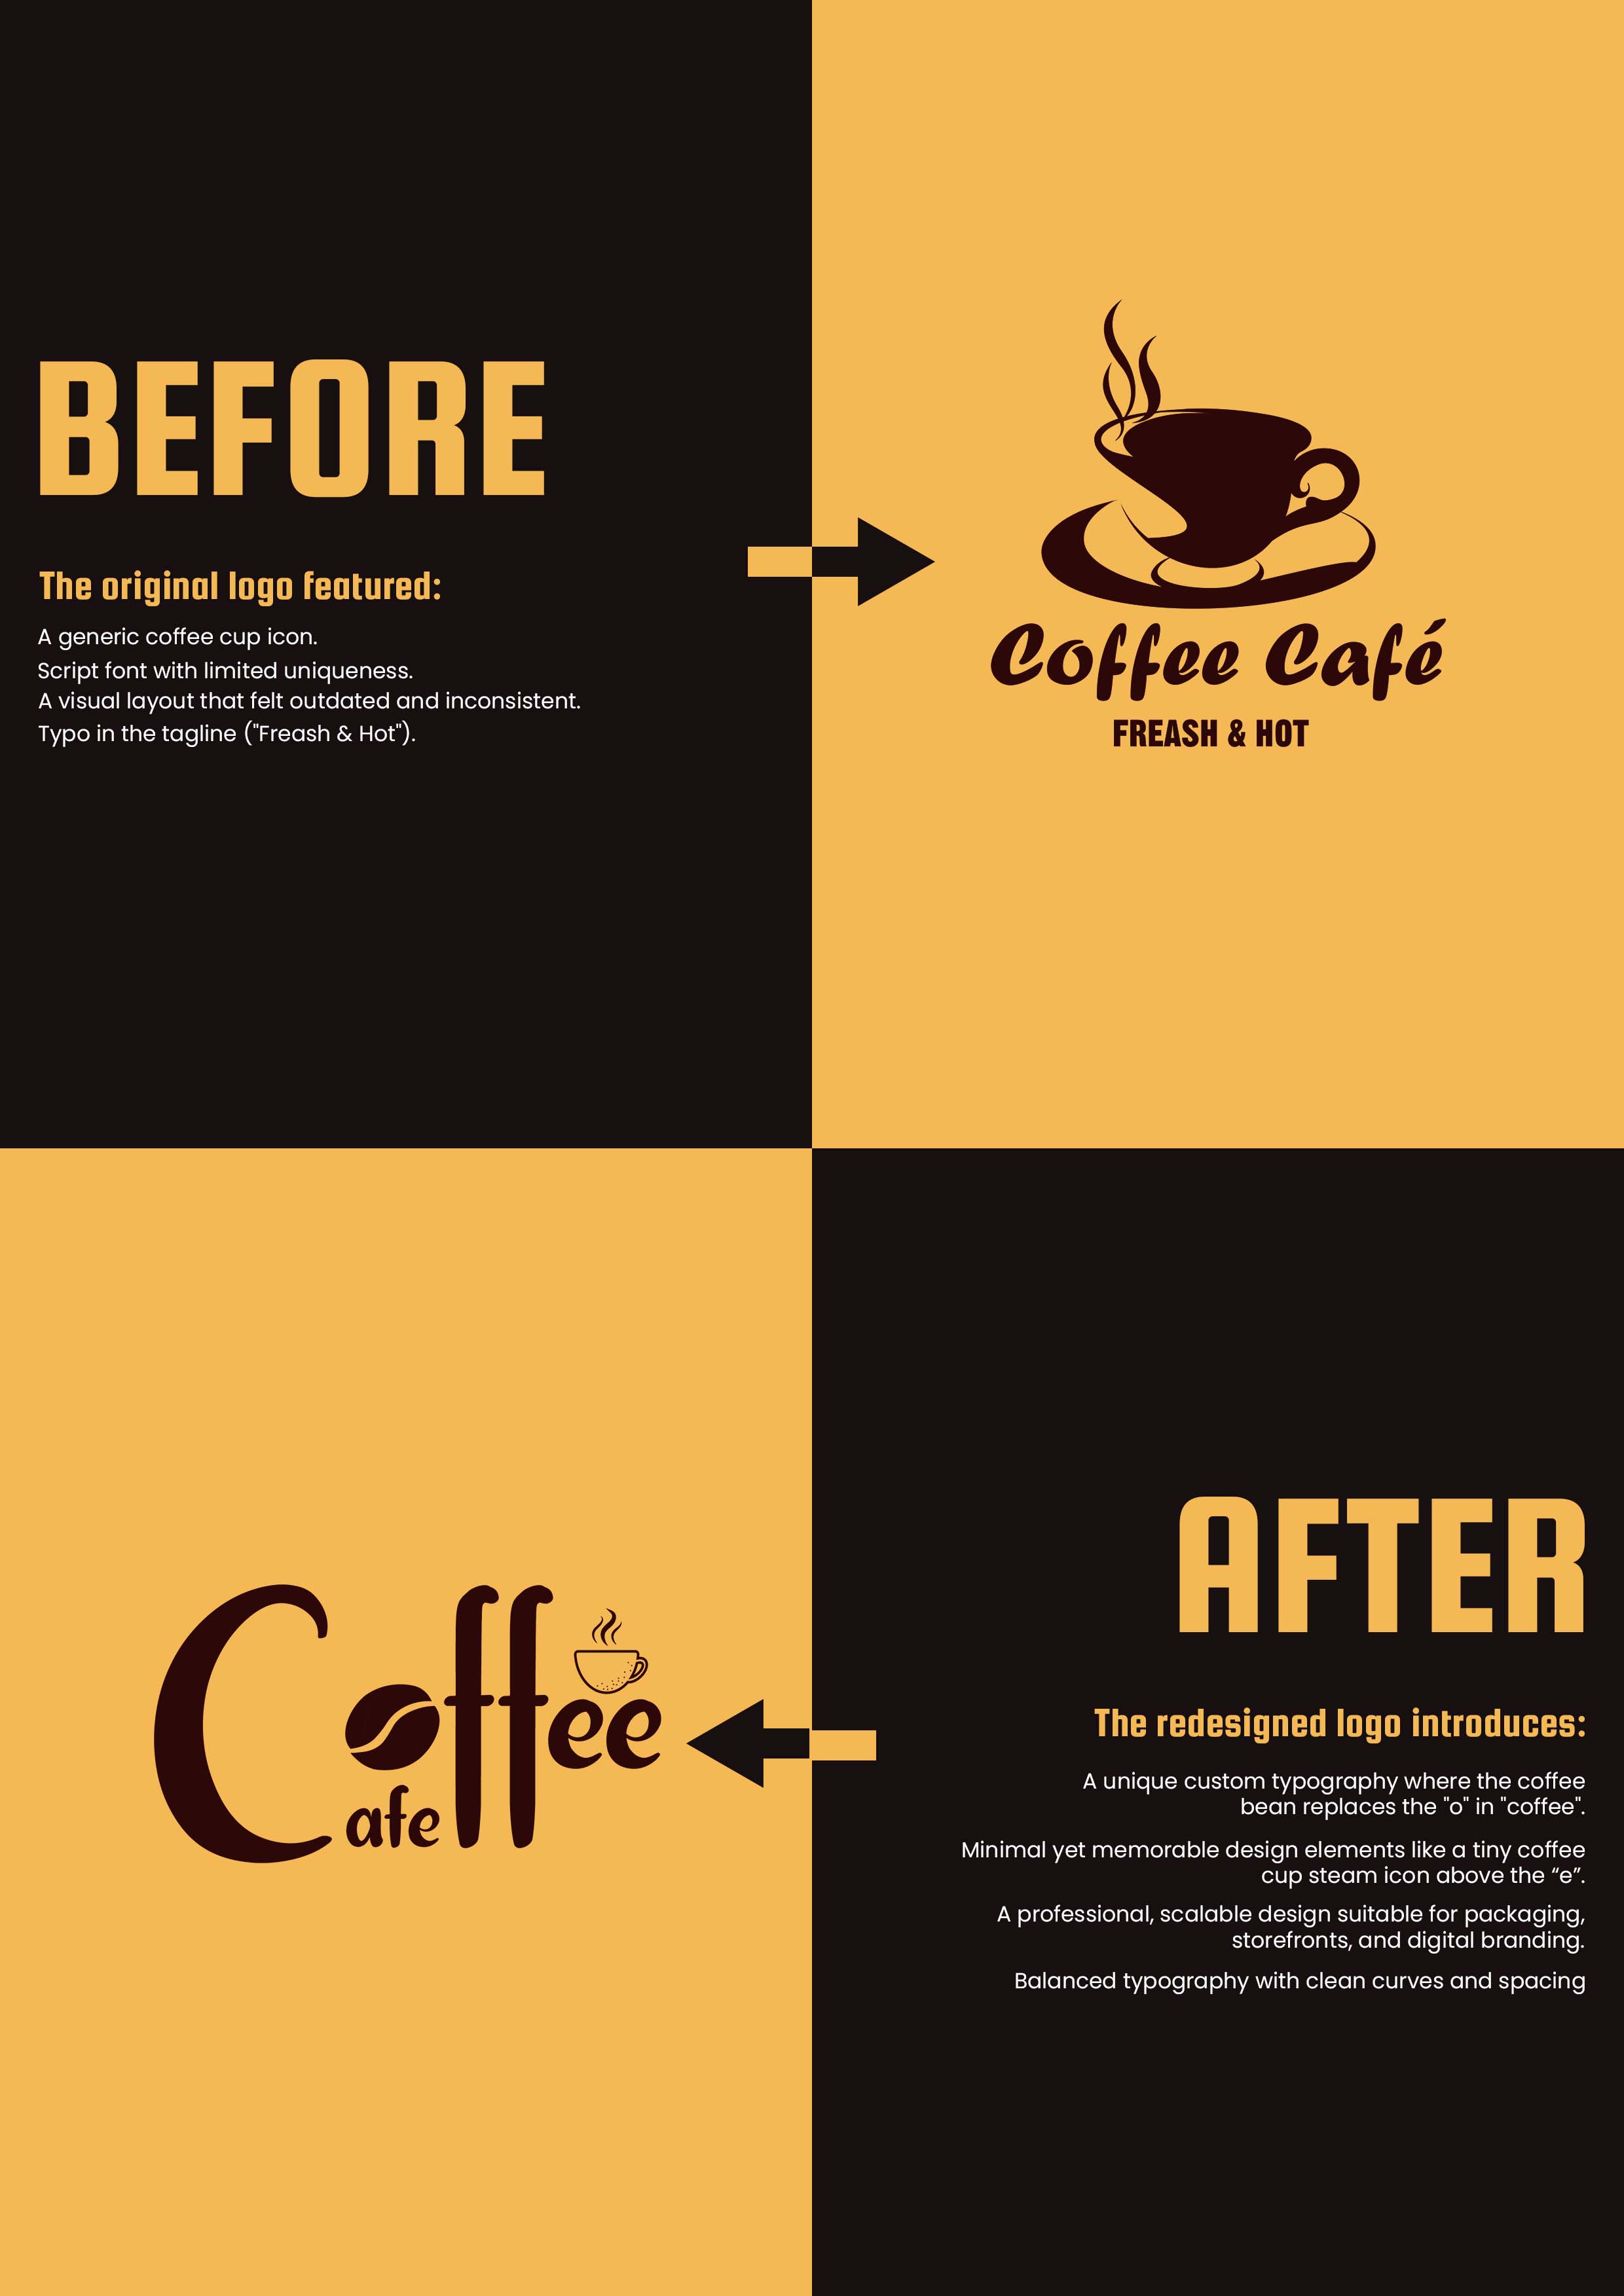 BEFORE
The original logo featured:
A generic coffee cup icon.
Script font with limited uniqueness.
A visual layout that felt outdated and inconsistent.
Typo in the tagline ("Freash & Hot").
Coffee Café
FREASH & HOT
Coffee
afe
AFTER
The redesigned logo introduces:
A unique custom typography where the coffee
bean replaces the "o" in "coffee".
Minimal yet memorable design elements like a tiny coffee
cup steam icon above the “e”.
A professional, scalable design suitable for packaging,
storefronts, and digital branding.
Balanced typography with clean curves and spacing